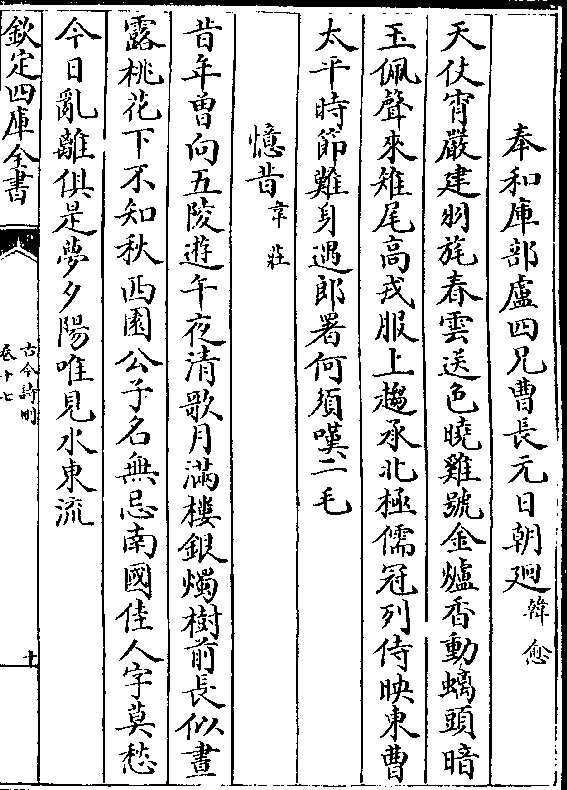 奉和庫部盧四兄曹長元日朝廻韓愈
天仗宵嚴建羽旄春雲送色曉雞號金爐香動螭頭暗
玉佩聲來雉尾高戎服上趨承北極儒冠列侍映東曹
太平時節難身遇郎署何須嘆二毛
憶昔韋莊
昔年曽向五陵遊午夜清歌月滿樓銀燭樹前長似晝
露桃花下不知秋西園公子名無忌南國佳人字莫愁
今日亂離俱是夢夕陽唯見水東流
欽定四庫全書
古今詩刪
卷十七
十